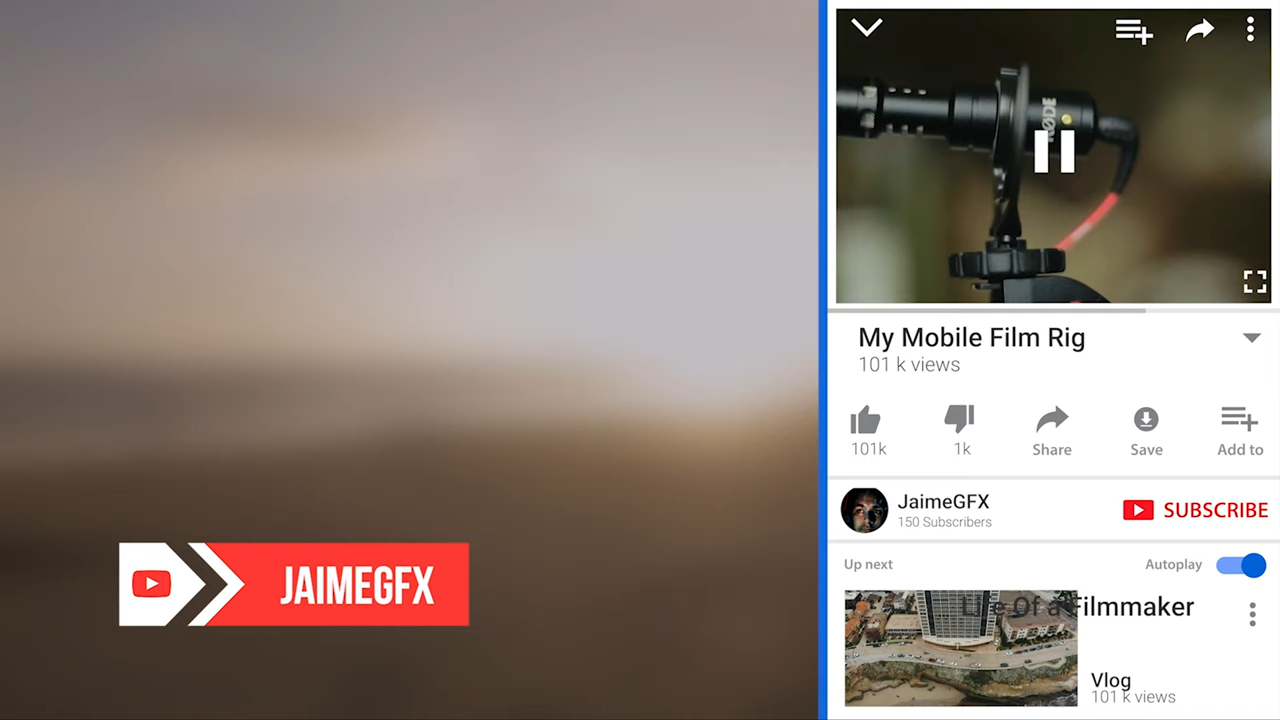 RØDE
My Mobile Film Rig
101 k views
101k
1k
Share
Save
Add to
JaimeGFX
150 Subscribers
SUBSCRIBE
JAIMEGFX
Up next
Autoplay
Life Of a Filmmaker
Vlog
101 k views